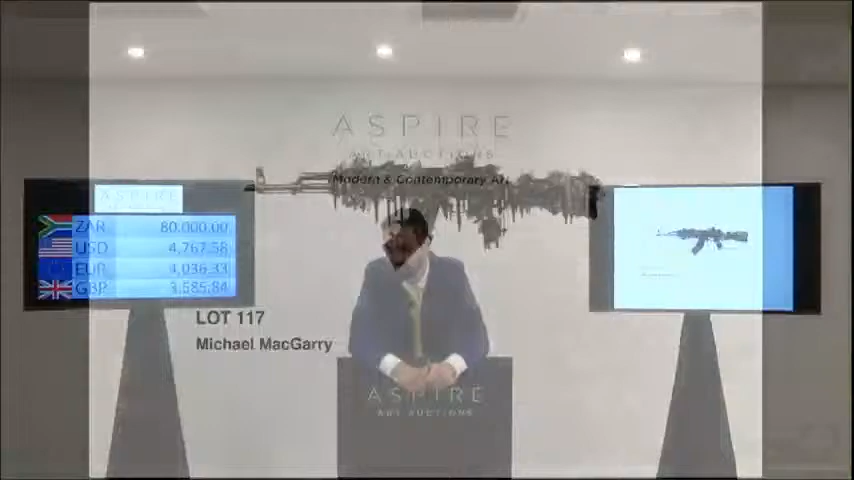 ASPIRE
ART AUCTIONS
Modern & Contemporary Art
ASPIRE
ZAR 80,000.00
USD 4,767.58
EUR 4,036.33
GBP 3,585.84
LOT 117
Michael MacGarry
ASPIRE
ART AUCTIONS